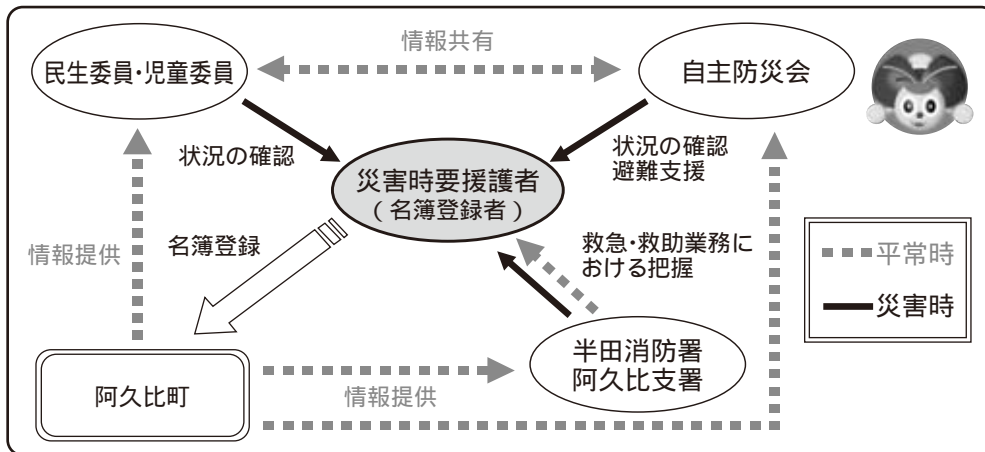 情報共有
民生委員・児童委員
自主防災会
状況の確認
状況の確認
避難支援
災害時要援護者
（名簿登録者）
情報提供
名簿登録
救急・救助業務に
おける把握
平常時
災害時
半田消防署
阿久比支署
阿久比町
情報提供